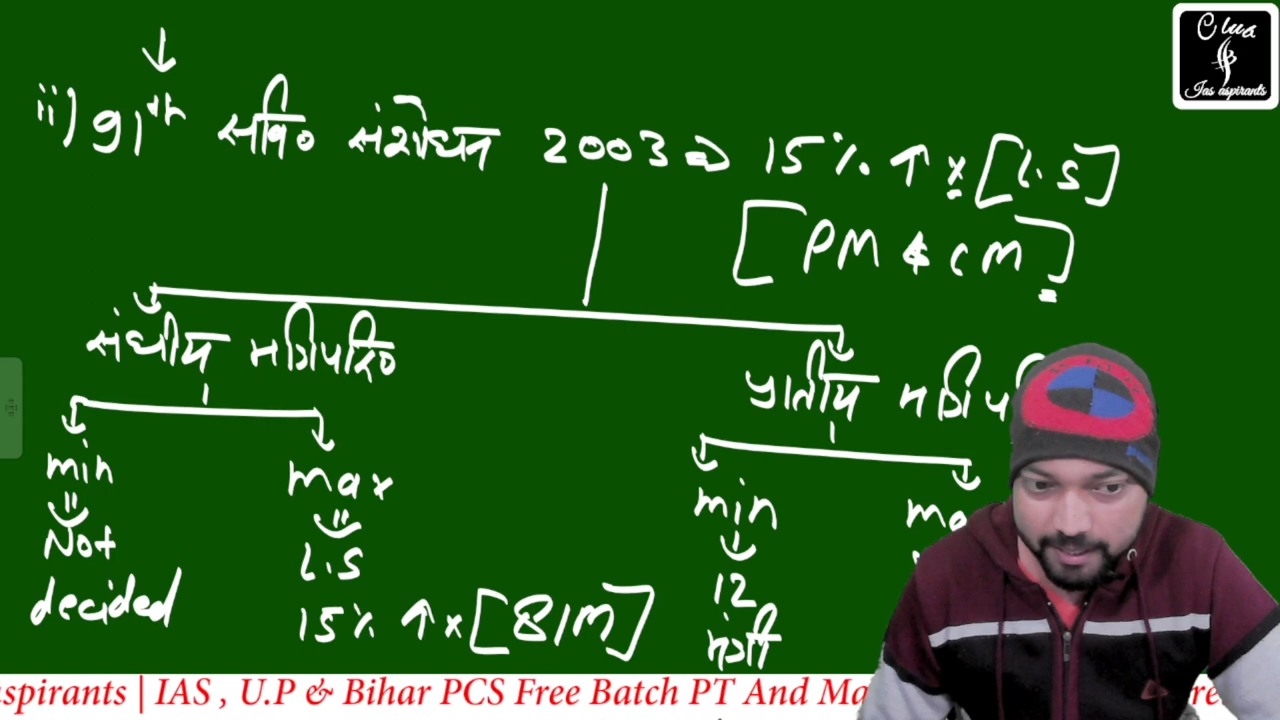 Clua
Ias aspirants
ii) 91th संवि० संशोधन 2003 ⇒ 15% ↑ × [L.S]
[PM & CM]
संघीय मंत्रिपरि०
प्रांतीय मंत्रिप
min
max
min
Not
decided
L.S
15% ↑ × [81M]
12
मंत्री
aspirants | IAS , U.P & Bihar PCS Free Batch PT And Ma